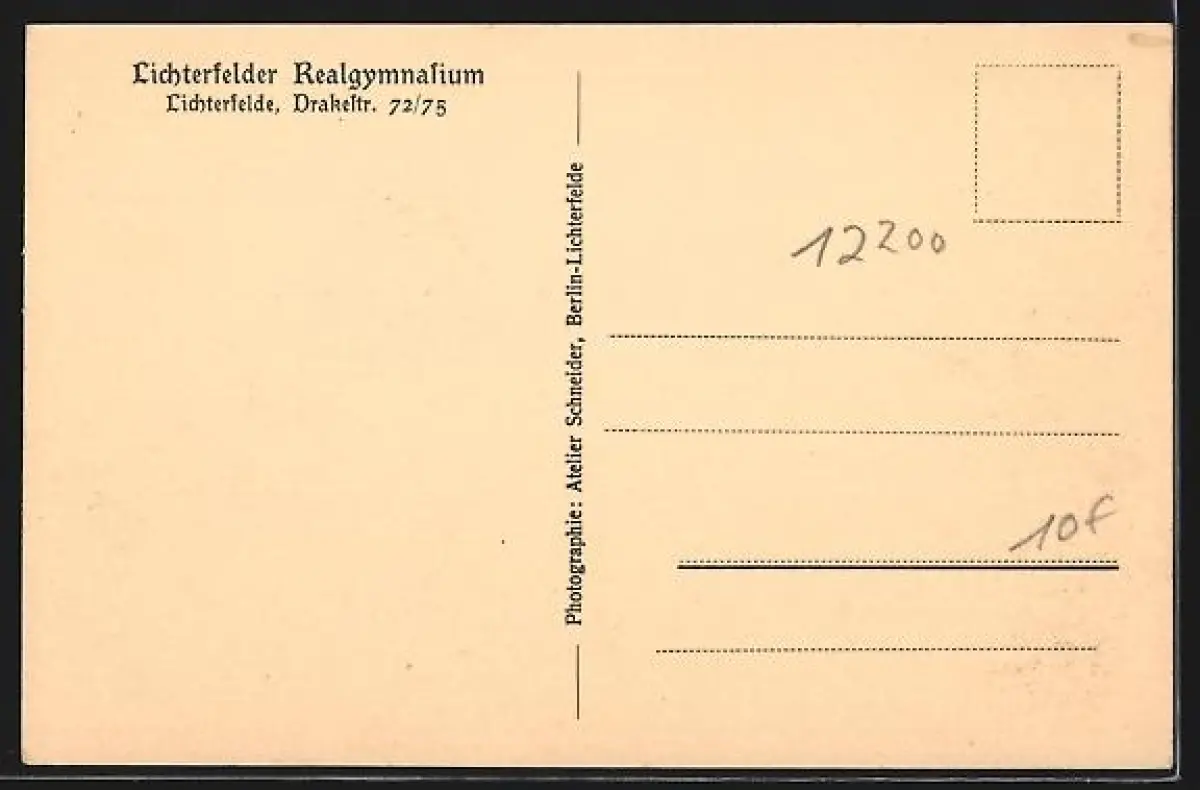 Lichterfelder Realgymnaſium
Lichterfelde, Drakeſtr. 72/75
Photographie: Atelier Schneider, Berlin-Lichterfelde
12200
10f